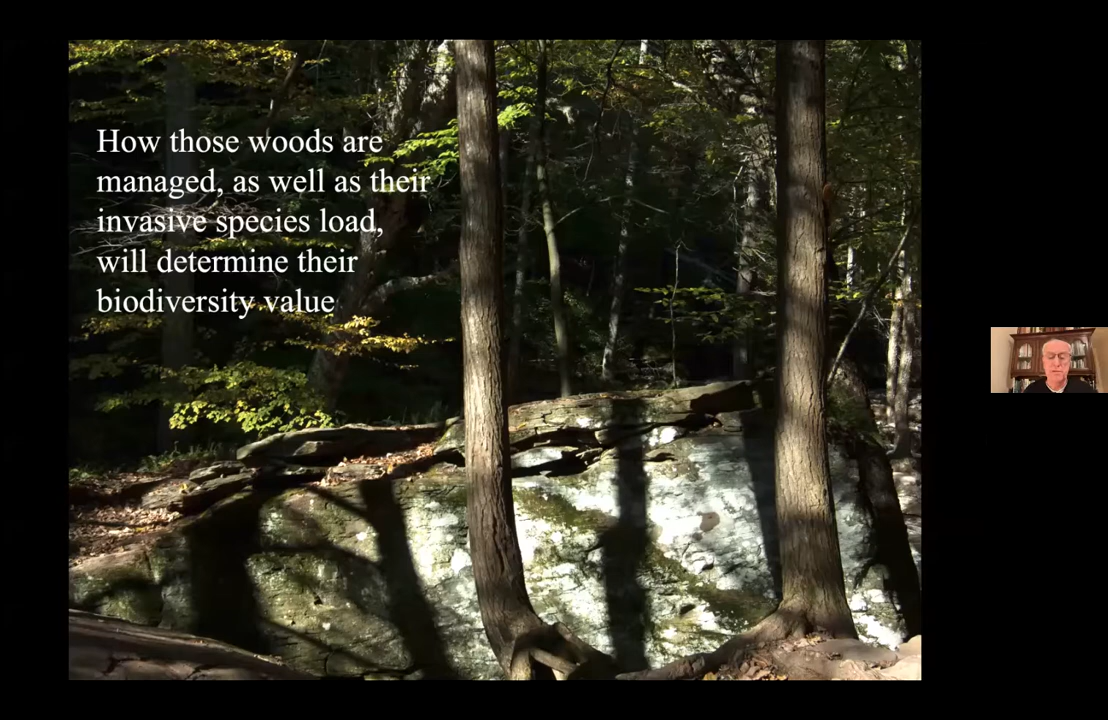 How those woods are
managed, as well as their
invasive species load,
will determine their
biodiversity value